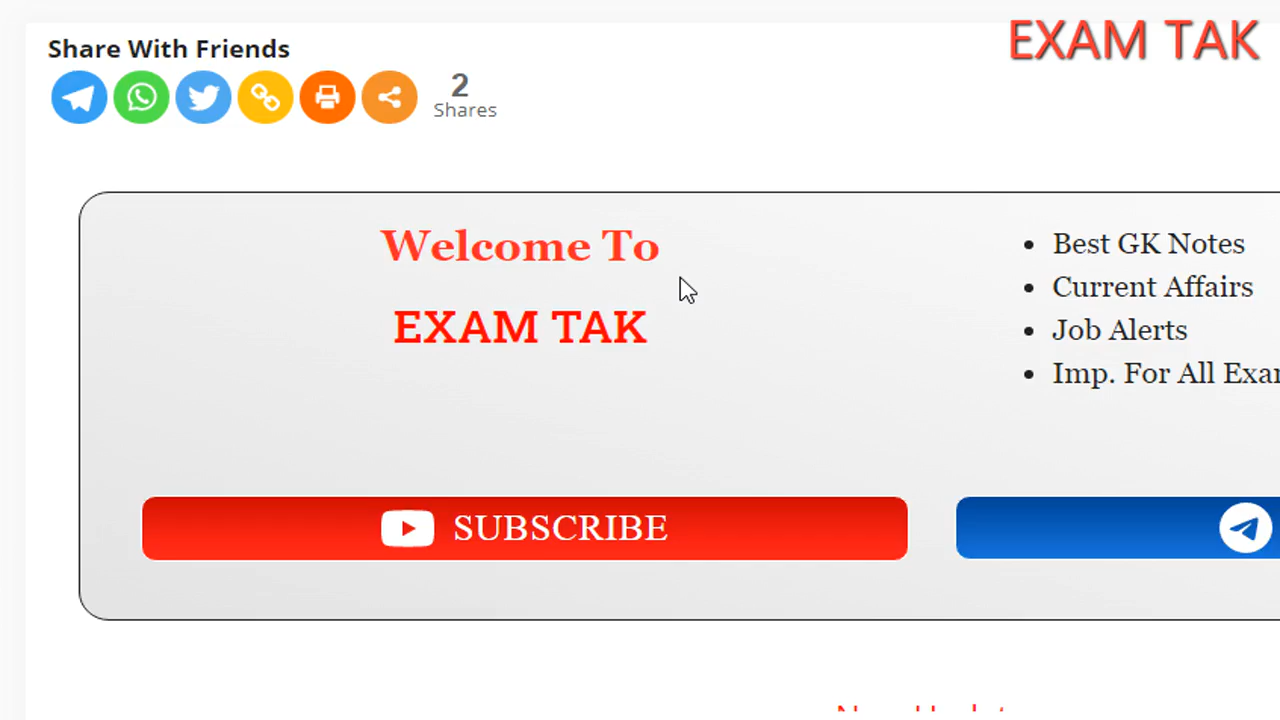 Share With Friends
EXAM TAK
2
Shares
Welcome To
EXAM TAK
Best GK Notes
Current Affairs
Job Alerts
Imp. For All
SUBSCRIBE